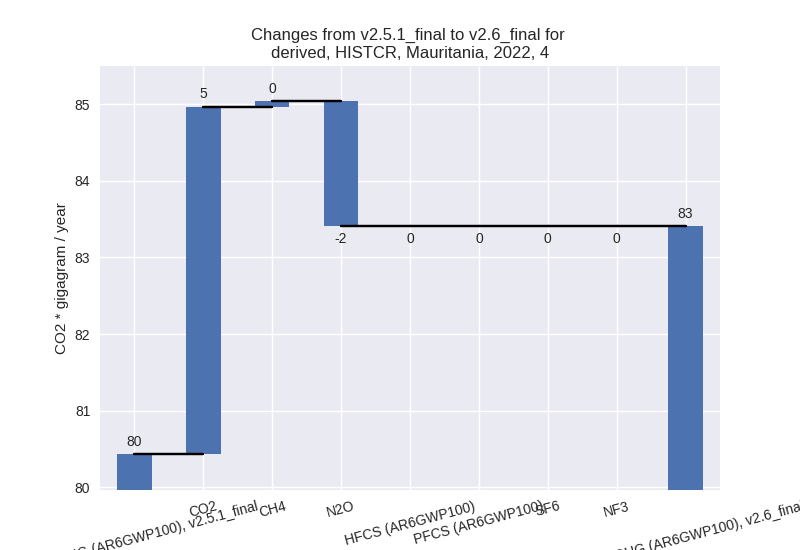 Changes from v2.5.1_final to v2.6_final for
derived, HISTCR, Mauritania, 2022, 4
CO2 * gigagram / year
85
84
83
82
81
80
80
5
0
-2
0
0
0
0
83
(AR6GWP100), v2.5.1_final
CO2
CH4
N2O
HFCS (AR6GWP100)
PFCS (AR6GWP100)
SF6
NF3
(AR6GWP100), v2.6_final